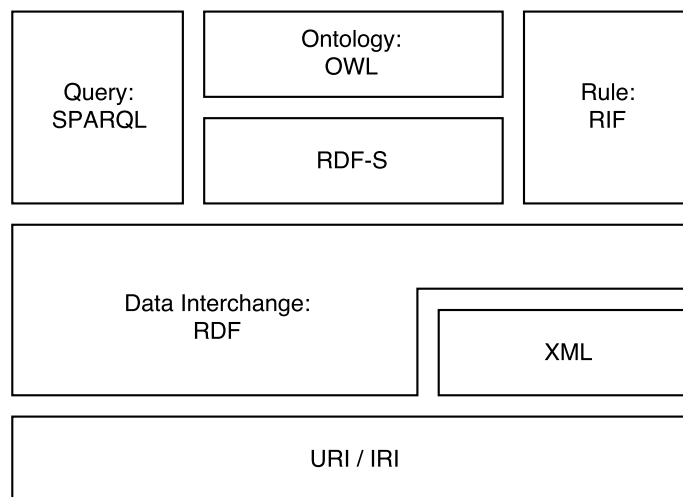 Query:
SPARQL
Ontology:
OWL
RDF-S
Rule:
RIF
Data Interchange:
RDF
XML
URI / IRI